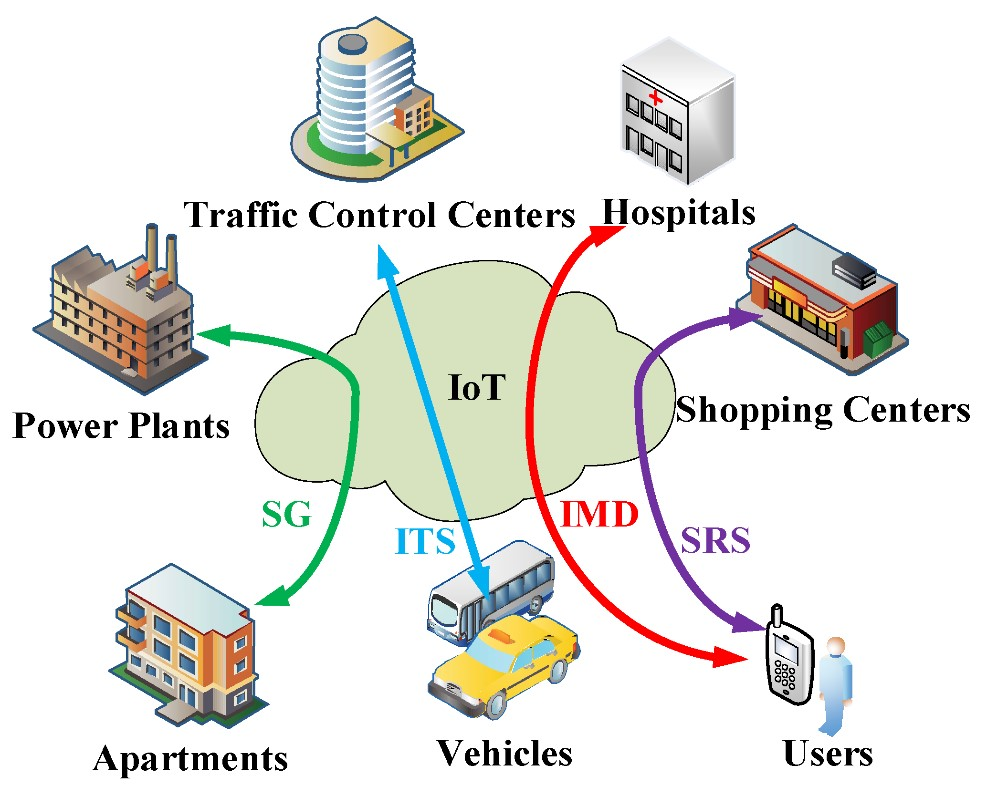 Traffic Control Centers
Hospitals
Power Plants
IoT
Shopping Centers
SG
ITS
IMD
SRS
Apartments
Vehicles
Users